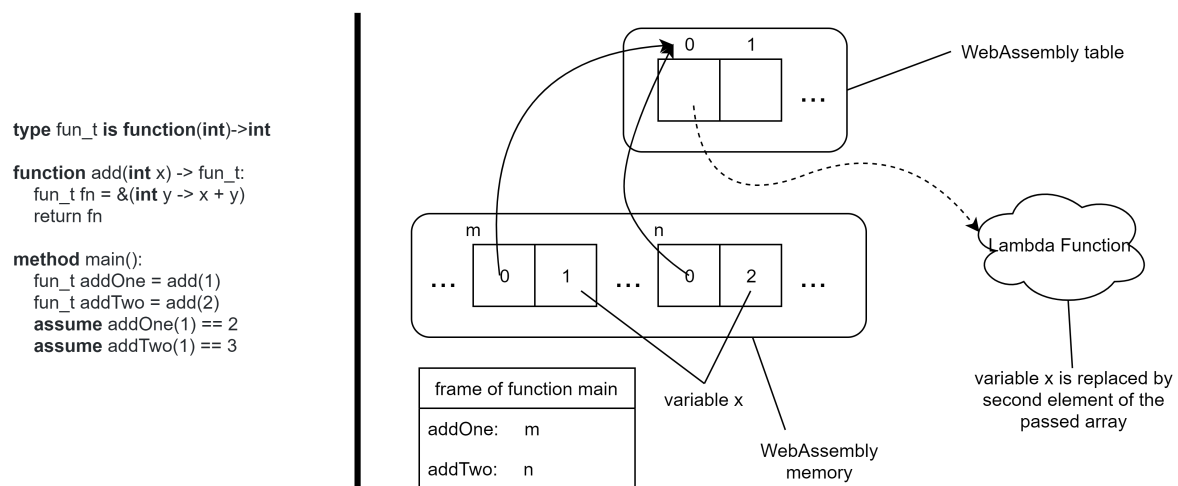 type fun_t is function(int)->int
function add(int x) -> fun_t:
fun_t fn = &(int y -> x + y)
return fn
method main():
fun_t addOne = add(1)
fun_t addTwo = add(2)
assume addOne(1) == 2
assume addTwo(1) == 3
0 1
...
WebAssembly table
m n
... 0 1 ... 0 2 ...
Lambda Function
variable x is replaced by
second element of the
passed array
variable x
WebAssembly
memory
frame of function main
addOne: m
addTwo: n